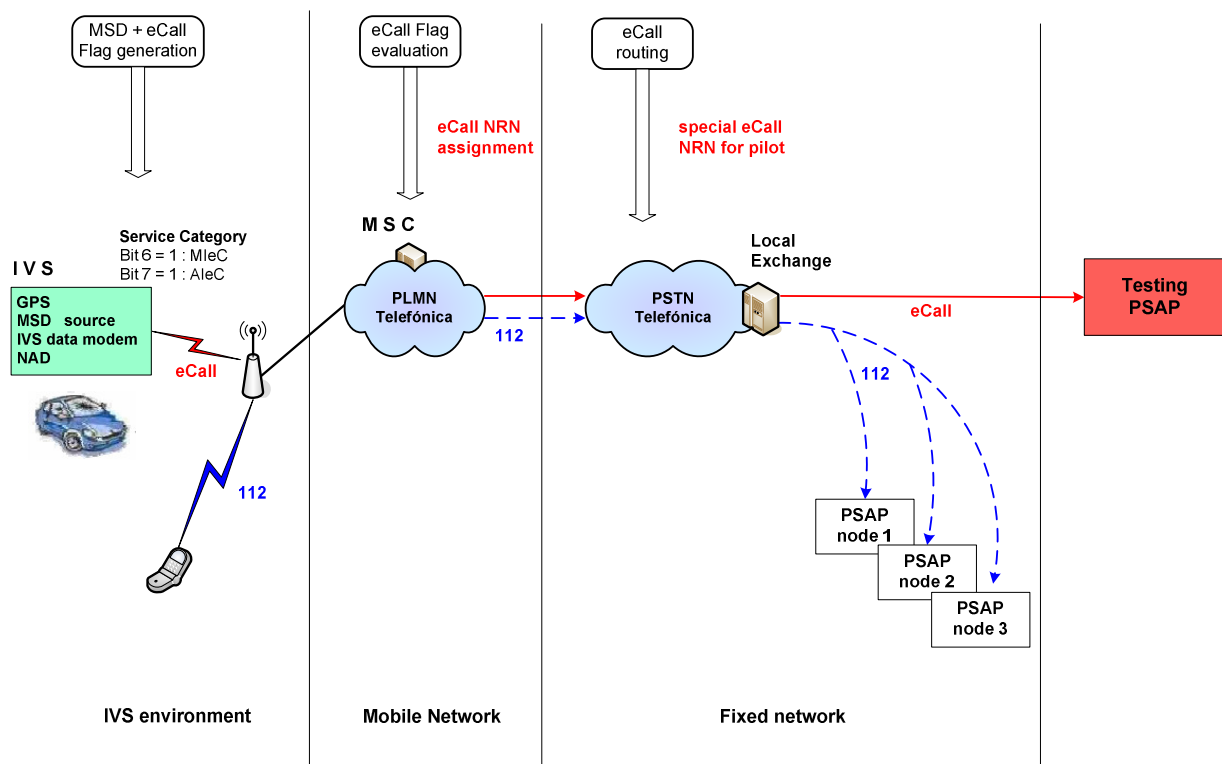 MSD + eCall
Flag generation
eCall Flag
evaluation
eCall
routing
eCall NRN
assignment
special eCall
NRN for pilot
Service Category
Bit 6 = 1 : MIeC
Bit 7 = 1 : AIeC
M S C
Local
Exchange
I V S
GPS
MSD source
IVS data modem
NAD
PLMN
Telefónica
PSTN
Telefónica
Testing
PSAP
eCall
112
eCall
112
112
PSAP
node 1
PSAP
node 2
PSAP
node 3
IVS environment
Mobile Network
Fixed network